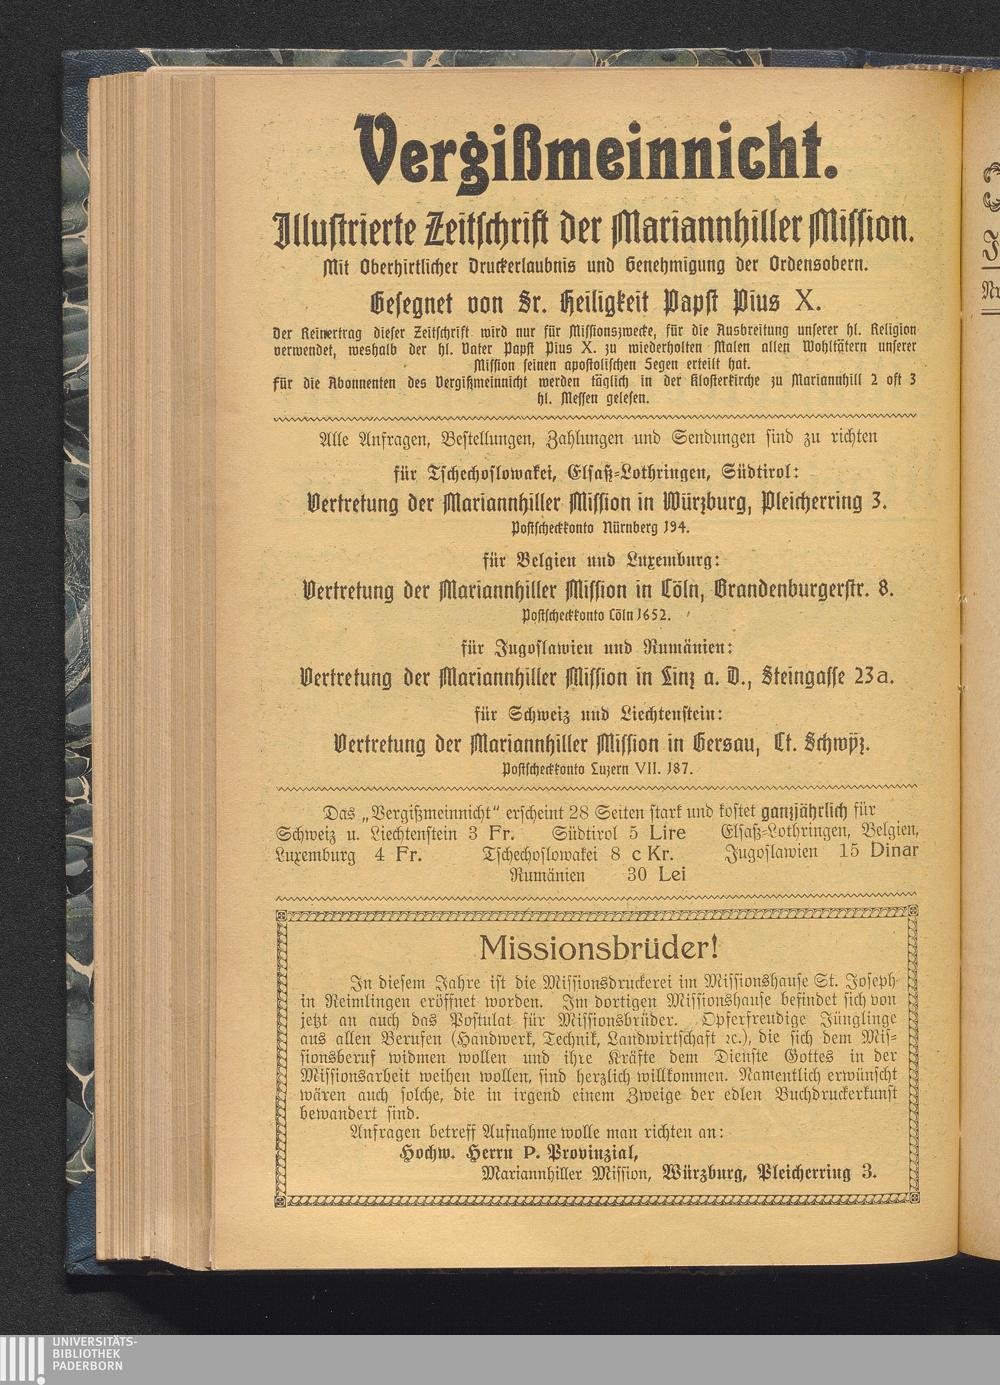 Vergißmeinnicht.
Illustrierte Zeitschrift der Mariannhiller Mission.
Mit Oberhirtlicher Druckerlaubnis und Genehmigung der Ordensobern.
Gesegnet von Sr. Heiligkeit Papst Pius X.
Der Reinertrag dieser Zeitschrift wird nur für Missionszwecke, für die Ausbreitung unserer hl. Religion
verwendet, weshalb der hl. Vater Papst Pius X. zu wiederholten Malen allen Wohltätern unserer
Mission seinen apostolischen Segen erteilt hat.
Für die Abonnenten des Vergißmeinnicht werden täglich in der Klosterkirche zu Mariannhill 2 oft 3
hl. Messen gelesen.
Alle Anfragen, Bestellungen, Zahlungen und Sendungen sind zu richten
für Tschechoslowakei, Elsaß-Lothringen, Südtirol:
Vertretung der Mariannhiller Mission in Würzburg, Pleicherring 3.
Postscheckkonto Nürnberg 194.
für Belgien und Luxemburg:
Vertretung der Mariannhiller Mission in Cöln, Brandenburgerstr. 8.
Postscheckkonto Cöln 1652.
für Jugoslawien und Rumänien:
Vertretung der Mariannhiller Mission in Linz a. D., Steingasse 23a.
für Schweiz und Liechtenstein:
Vertretung der Mariannhiller Mission in Gersau, Ct. Schwÿz.
Postscheckkonto Luzern VII. 187.
Das „Vergißmeinnicht“ erscheint 28 Seiten stark und kostet ganzjährlich für
Schweiz u. Liechtenstein 3 Fr. Südtirol 5 Lire Elsaß-Lothringen, Belgien,
Luxemburg 4 Fr. Tschechoslowakei 8 c Kr. Jugoslawien 15 Dinar
Rumänien 30 Lei
Missionsbrüder!
In diesem Jahre ist die Missionsdruckerei im Missionshause St. Joseph
in Reimlingen eröffnet worden. Im dortigen Missionshause befindet sich von
jetzt an auch das Postulat für Missionsbrüder. Opferfreudige Jünglinge
aus allen Berufen (Handwerk, Technik, Landwirtschaft ꝛc.), die sich dem Mis-
sionsberuf widmen wollen und ihre Kräfte dem Dienste Gottes in der
Missionsarbeit weihen wollen, sind herzlich willkommen. Namentlich erwünscht
wären auch solche, die in irgend einem Zweige der edlen Buchdruckerkunst
bewandert sind.
Anfragen betreff Aufnahme wolle man richten an:
Hochw. Herrn P. Provinzial,
Mariannhiller Mission, Würzburg, Pleicherring 3.
UNIVERSITÄTS-
BIBLIOTHEK
PADERBORN